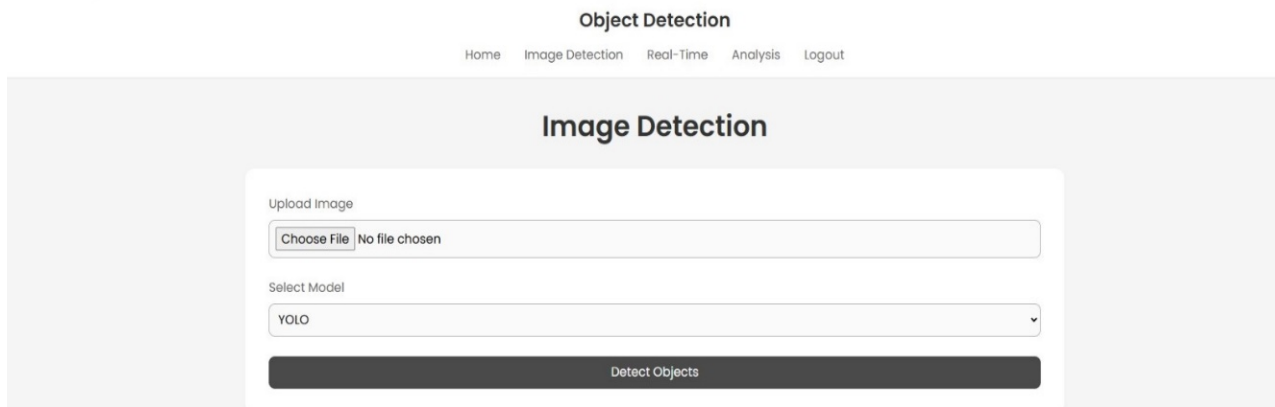 Object Detection
Home Image Detection Real-Time Analysis Logout
Image Detection
Upload Image
Choose File No file chosen
Select Model
YOLO
Detect Objects